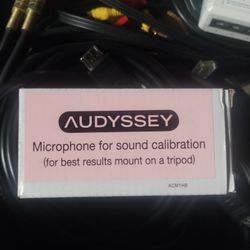 AUDYSSEY
Microphone for sound calibration
(for best results mount on a tripod)
ACM1HB